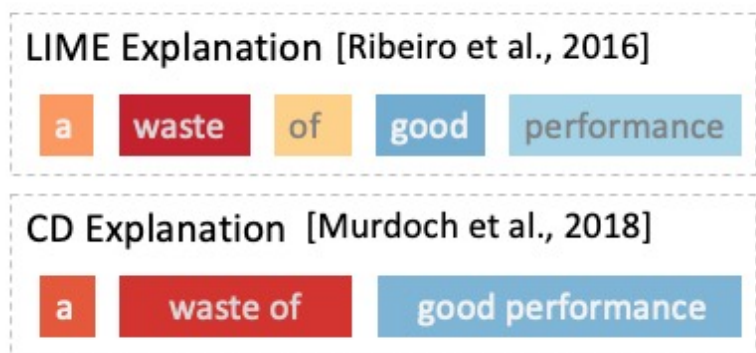 LIME Explanation [Ribeiro et al., 2016]
a waste of good performance
CD Explanation [Murdoch et al., 2018]
a waste of good performance